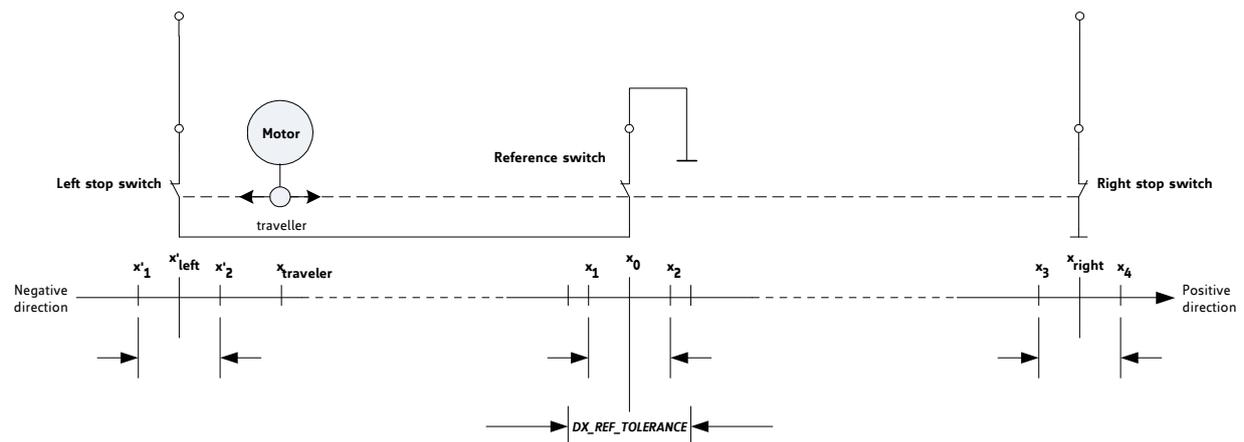 Motor
Reference switch
Left stop switch
Right stop switch
traveller
x'1
x'left
x'2
xtraveler
x1
x0
x2
x3
xright
x4
Negative
direction
Positive
direction
DX_REF_TOLERANCE